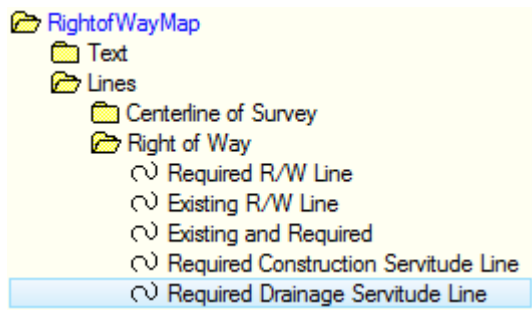 RightofWayMap
Text
Lines
Centerline of Survey
Right of Way
Required R/W Line
Existing R/W Line
Existing and Required
Required Construction Servitude Line
Required Drainage Servitude Line